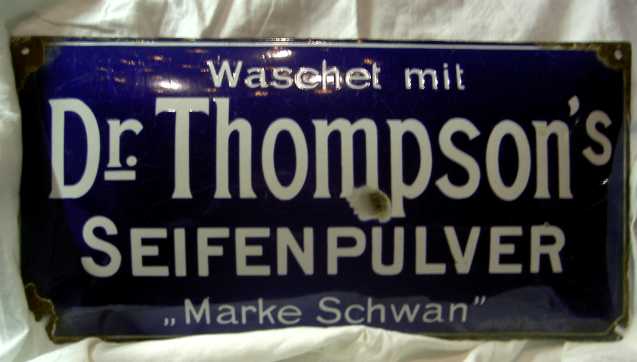 Waschet mit
Dr. Thompson's
SEIFENPULVER
„Marke Schwan"